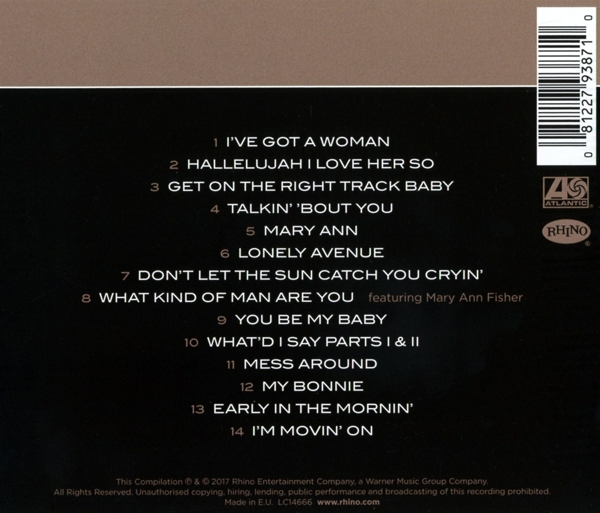 0 81227 93871 0
1 I'VE GOT A WOMAN
2 HALLELUJAH I LOVE HER SO
3 GET ON THE RIGHT TRACK BABY
4 TALKIN' 'BOUT YOU
5 MARY ANN
6 LONELY AVENUE
7 DON'T LET THE SUN CATCH YOU CRYIN'
8 WHAT KIND OF MAN ARE YOU featuring Mary Ann Fisher
9 YOU BE MY BABY
10 WHAT'D I SAY PARTS I & II
11 MESS AROUND
12 MY BONNIE
13 EARLY IN THE MORNIN'
14 I'M MOVIN' ON
ATLANTIC®
RHINO®
This Compilation ℗ & © 2017 Rhino Entertainment Company, a Warner Music Group Company.
All Rights Reserved. Unauthorised copying, hiring, lending, public performance and broadcasting of this recording prohibited.
Made in E.U. LC14666 www.rhino.com